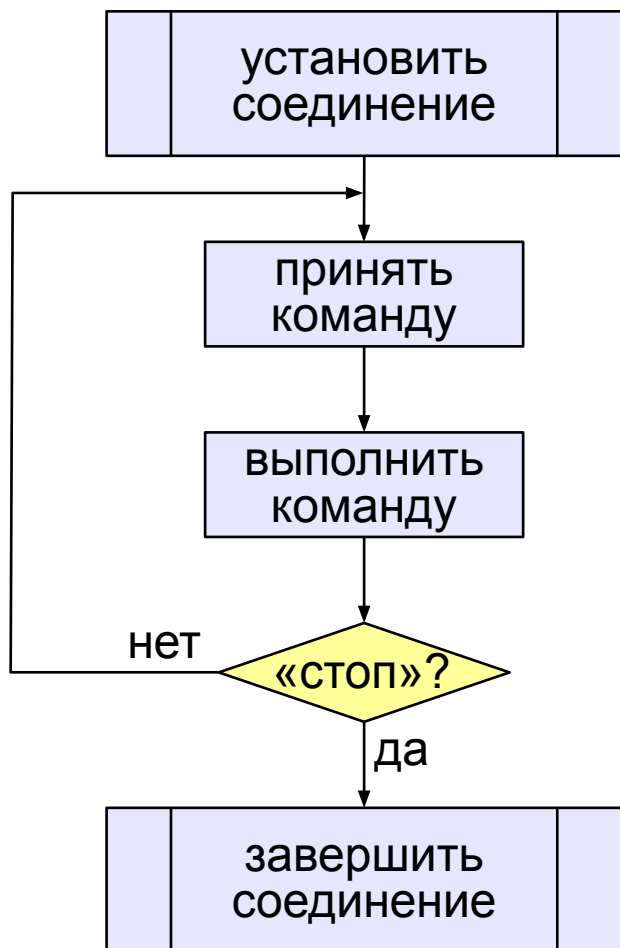 установить
соединение
принять
команду
выполнить
команду
нет
«стоп»?
да
завершить
соединение